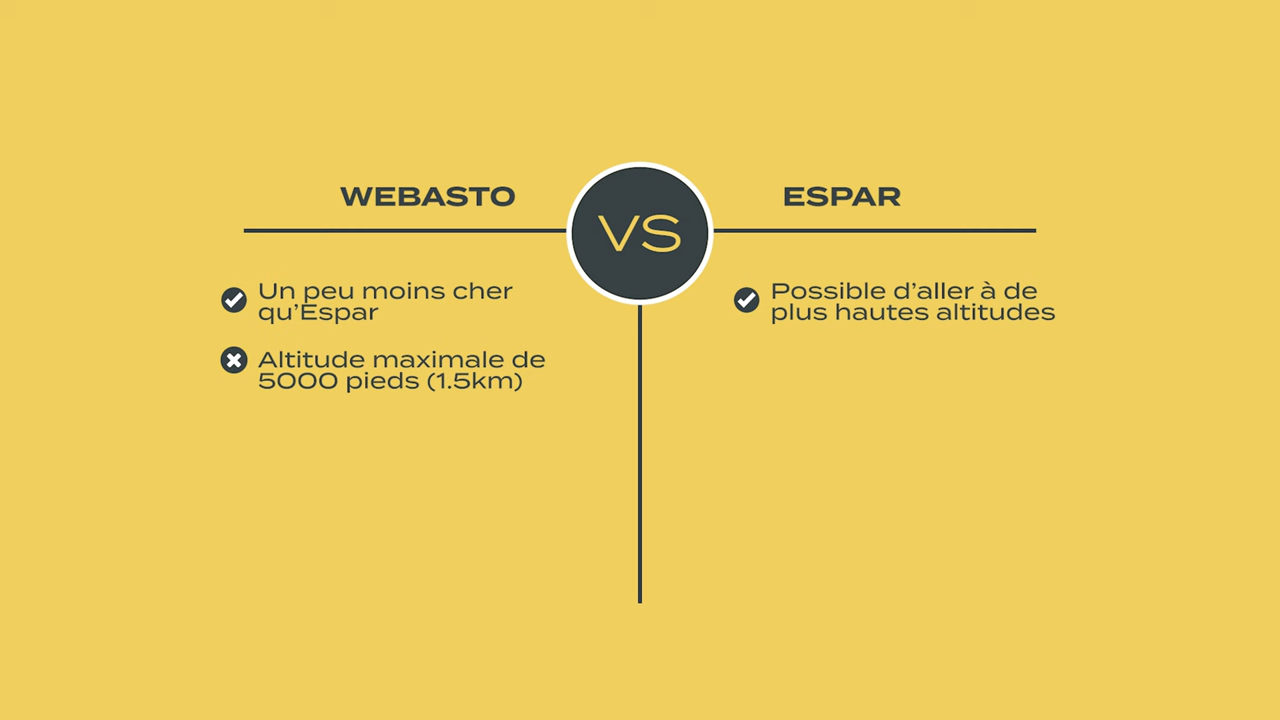 WEBASTO
VS
ESPAR
Un peu moins cher
qu’Espar
Altitude maximale de
5000 pieds (1.5km)
Possible d’aller à de
plus hautes altitudes